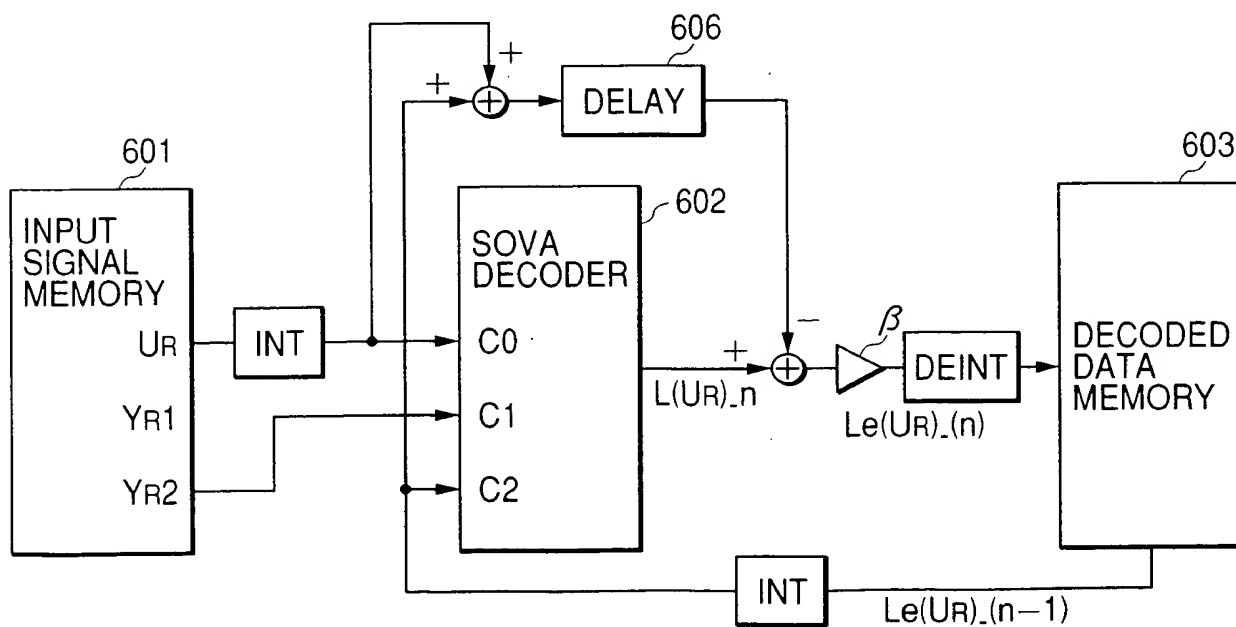 606
+
+
DELAY
601
603
602
INPUT
SIGNAL
MEMORY
SOVA
DECODER
UR
INT
C0
−
β
+
DECODED
DATA
MEMORY
DEINT
L(UR)_n
YR1
C1
Le(UR)_(n)
YR2
C2
INT
Le(UR)_(n−1)